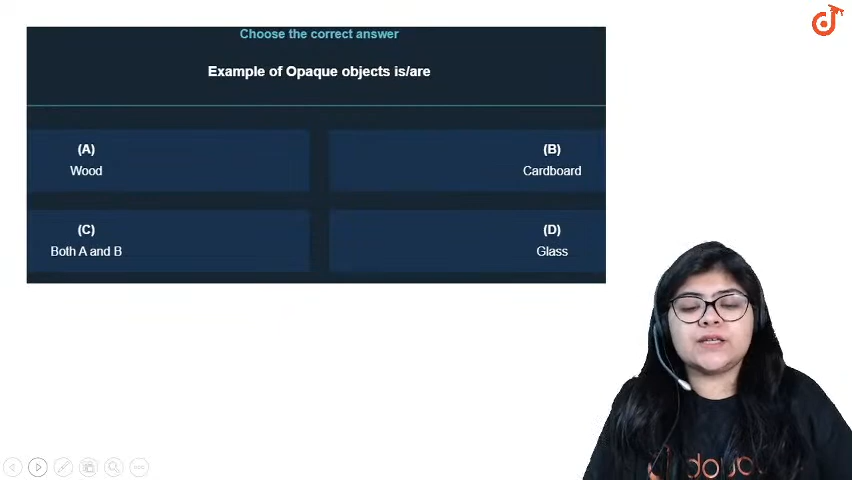 Choose the correct answer
Example of Opaque objects is/are
(A)
Wood
(B)
Cardboard
(C)
Both A and B
(D)
Glass